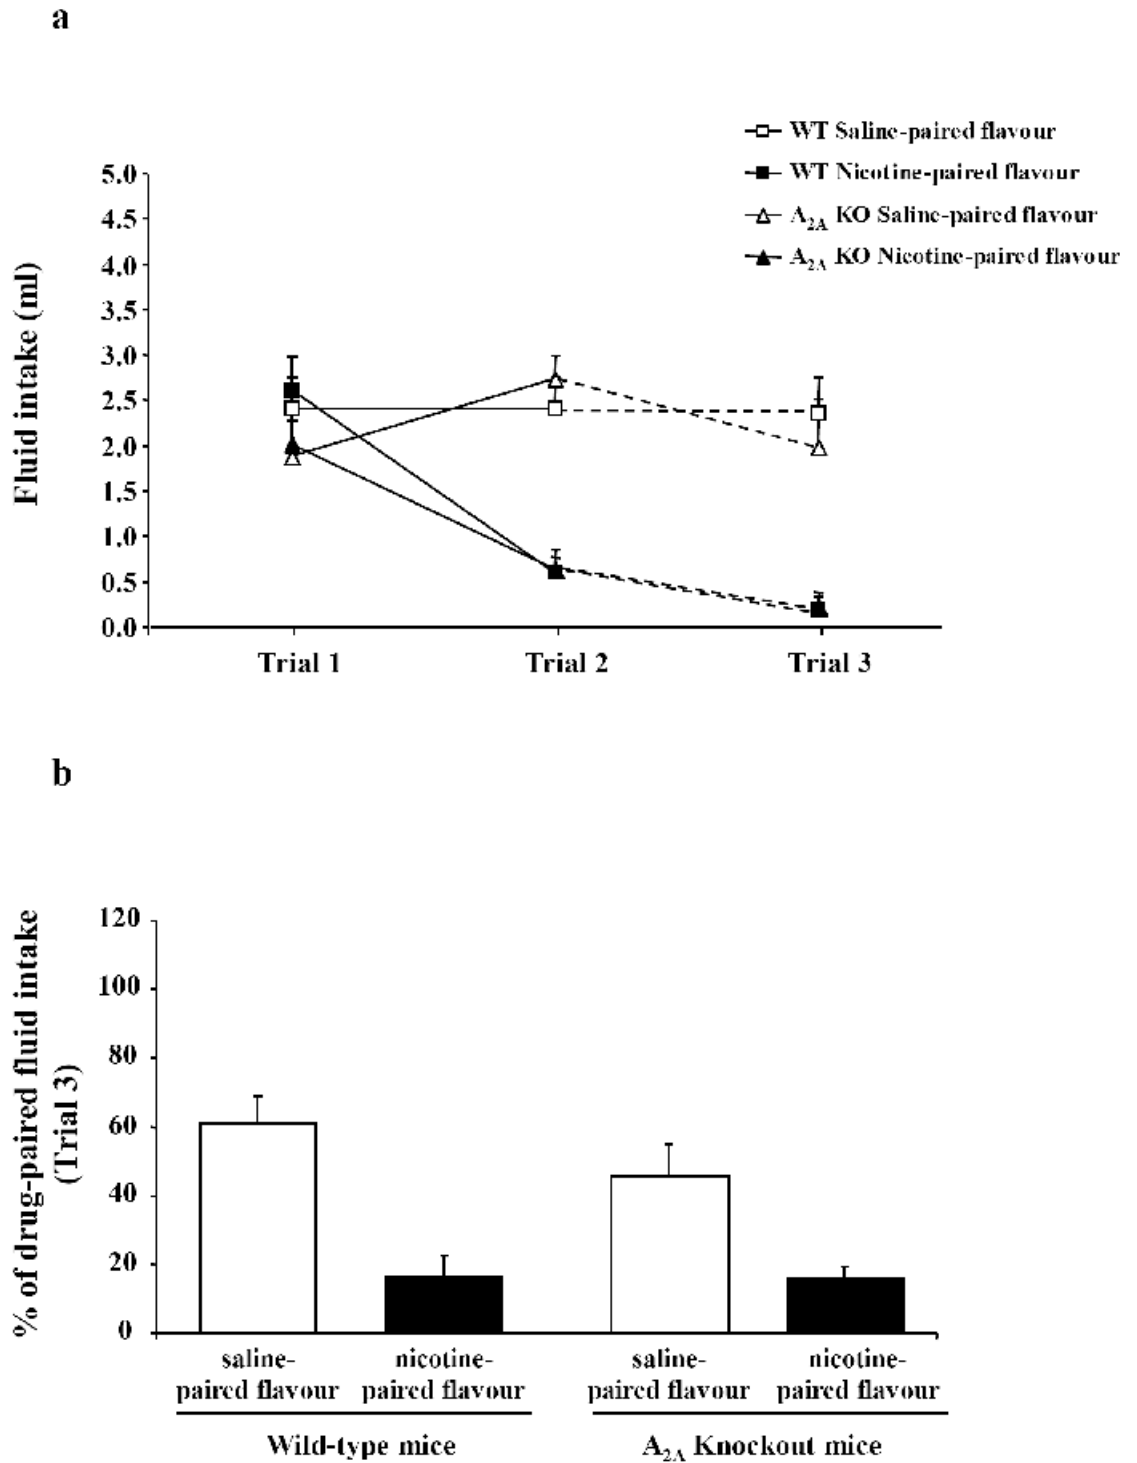 a
WT Saline-paired flavour
WT Nicotine-paired flavour
A2A KO Saline-paired flavour
A2A KO Nicotine-paired flavour
Fluid intake (ml)
5.0
4.5
4.0
3.5
3.0
2.5
2.0
1.5
1.0
0.5
0.0
Trial 1
Trial 2
Trial 3
b
% of drug-paired fluid intake
(Trial 3)
120
100
80
60
40
20
0
saline-
paired flavour
nicotine-
paired flavour
saline-
paired flavour
nicotine-
paired flavour
Wild-type mice
A2A Knockout mice